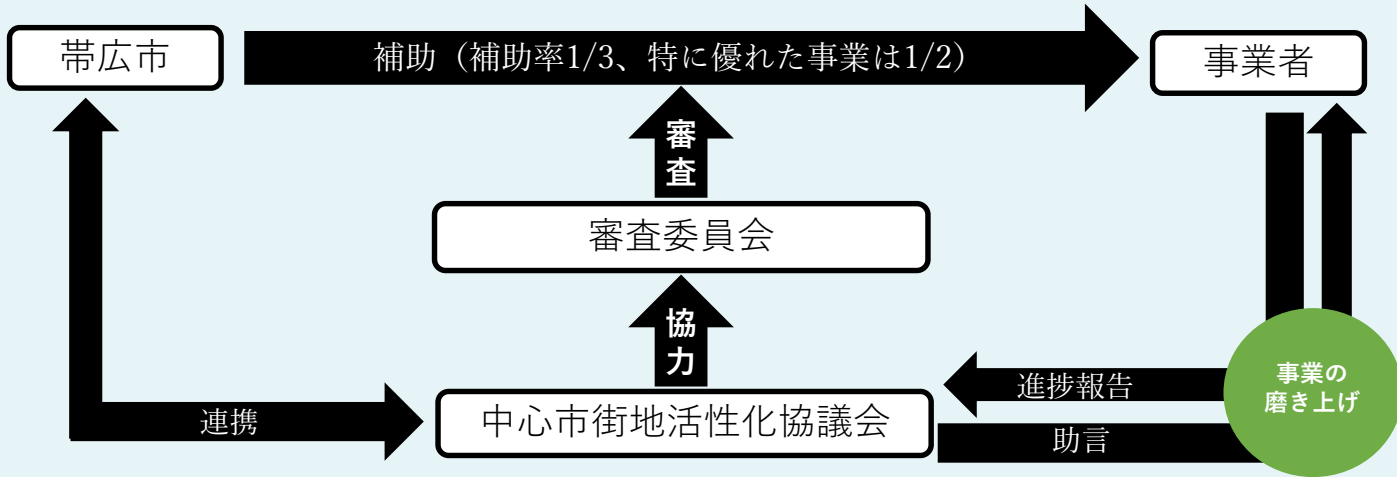 帯広市
補助（補助率1/3、特に優れた事業は1/2）
事業者
審査
審査委員会
協力
進捗報告
事業の
磨き上げ
連携
中心市街地活性化協議会
助言